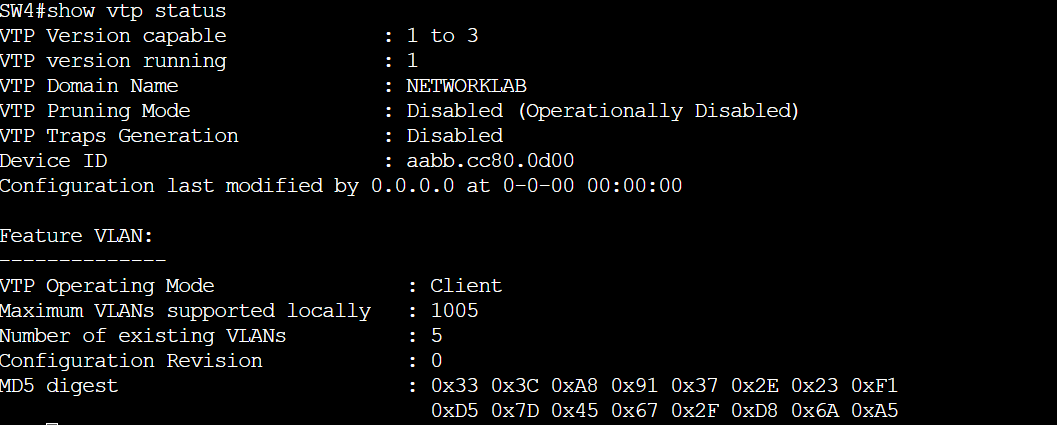 SW4#show vtp status
VTP Version capable             : 1 to 3
VTP version running             : 1
VTP Domain Name                 : NETWORKLAB
VTP Pruning Mode                : Disabled (Operationally Disabled)
VTP Traps Generation            : Disabled
Device ID                       : aabb.cc80.0d00
Configuration last modified by 0.0.0.0 at 0-0-00 00:00:00

Feature VLAN:
--------------
VTP Operating Mode                : Client
Maximum VLANs supported locally   : 1005
Number of existing VLANs          : 5
Configuration Revision            : 0
MD5 digest                        : 0x33 0x3C 0xA8 0x91 0x37 0x2E 0x23 0xF1
                                    0xD5 0x7D 0x45 0x67 0x2F 0xD8 0x6A 0xA5